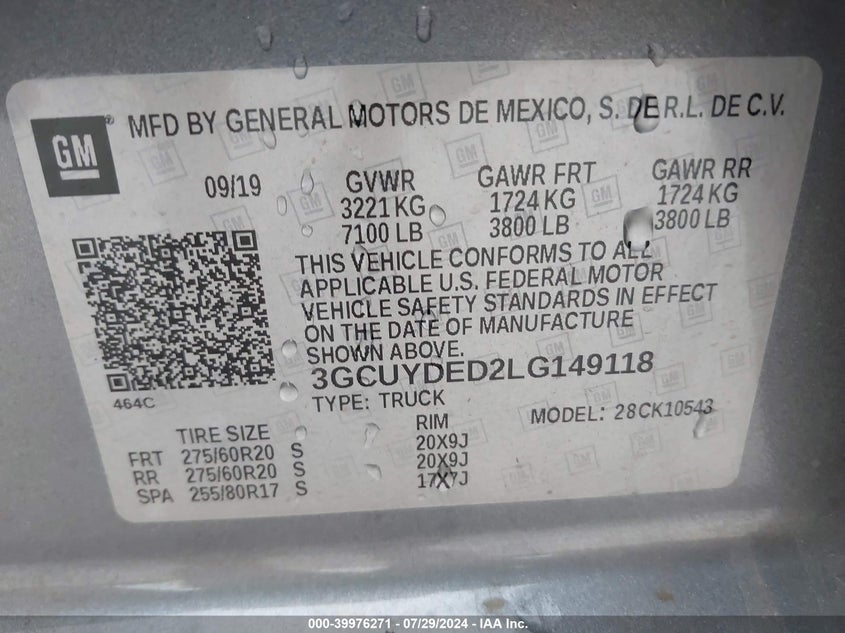 GM
MFD BY GENERAL MOTORS DE MEXICO, S. DE R.L. DE C.V.
09/19 GVWR GAWR FRT GAWR RR
3221 KG 1724 KG 1724 KG
7100 LB 3800 LB 3800 LB
THIS VEHICLE CONFORMS TO ALL
APPLICABLE U.S. FEDERAL MOTOR
VEHICLE SAFETY STANDARDS IN EFFECT
ON THE DATE OF MANUFACTURE
SHOWN ABOVE.
3GCUYDED2LG149118
464C TYPE: TRUCK MODEL: 28CK10543
TIRE SIZE RIM
FRT 275/60R20 S 20X9J
RR 275/60R20 S 20X9J
SPA 255/80R17 S 17X7J
000-39976271 - 07/29/2024 - IAA Inc.